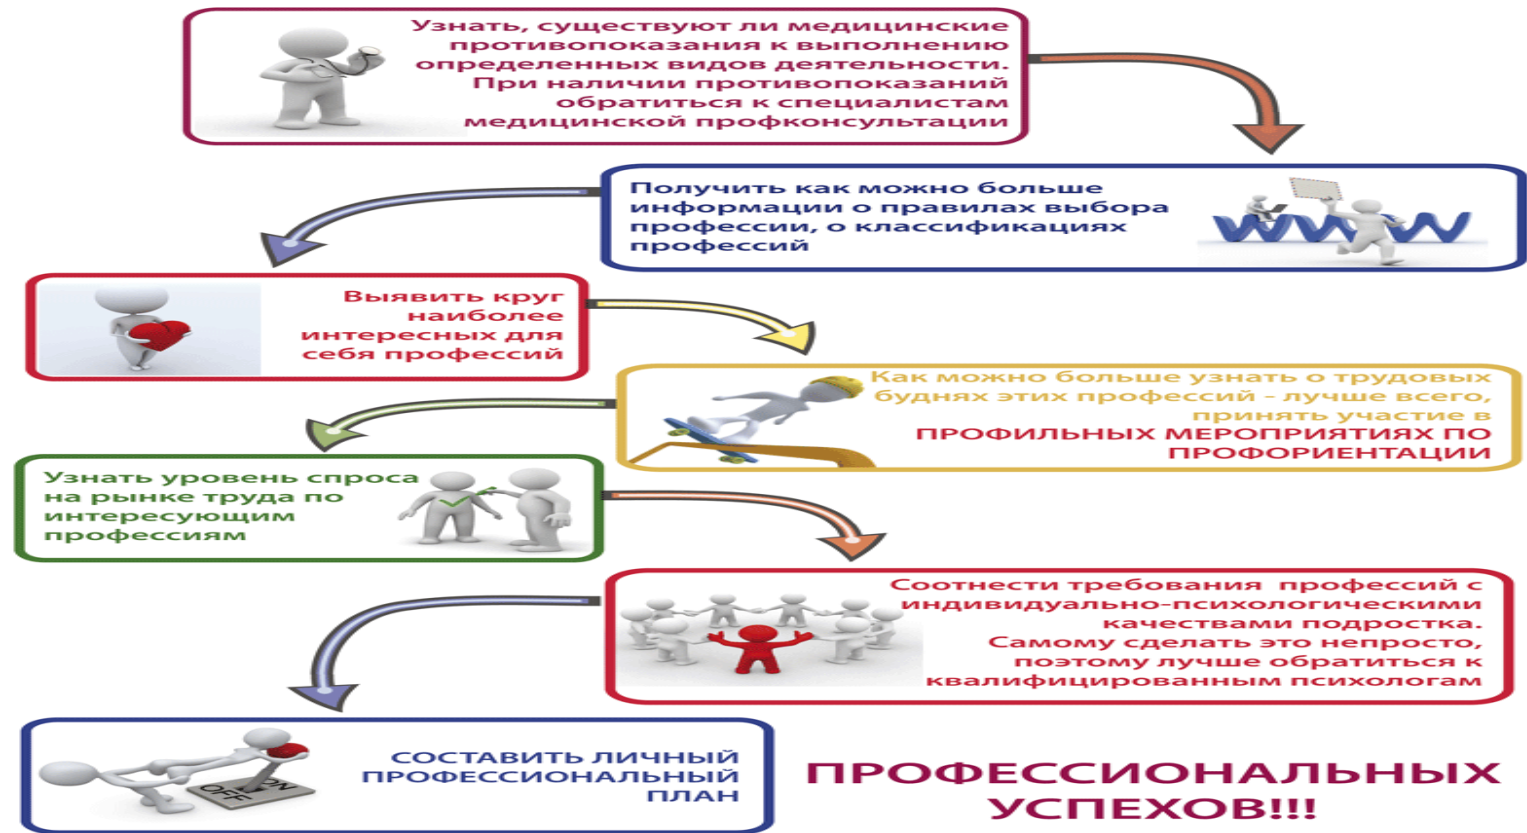 Узнать, существуют ли медицинские
противопоказания к выполнению
определенных видов деятельности.
При наличии противопоказаний
обратиться к специалистам
медицинской профконсультации
Получить как можно больше
информации о правилах выбора
профессии, о классификациях
профессий
www
Выявить круг
наиболее
интересных для
себя профессий
Как можно больше узнать о трудовых
буднях этих профессий - лучше всего,
принять участие в
ПРОФИЛЬНЫХ МЕРОПРИЯТИЯХ ПО
ПРОФОРИЕНТАЦИИ
Узнать уровень спроса
на рынке труда по
интересующим
профессиям
Соотнести требования профессий с
индивидуально-психологическими
качествами подростка.
Самому сделать это непросто,
поэтому лучше обратиться к
квалифицированным психологам
СОСТАВИТЬ ЛИЧНЫЙ
ПРОФЕССИОНАЛЬНЫЙ
ПЛАН
ON
OFF
ПРОФЕССИОНАЛЬНЫХ
УСПЕХОВ!!!